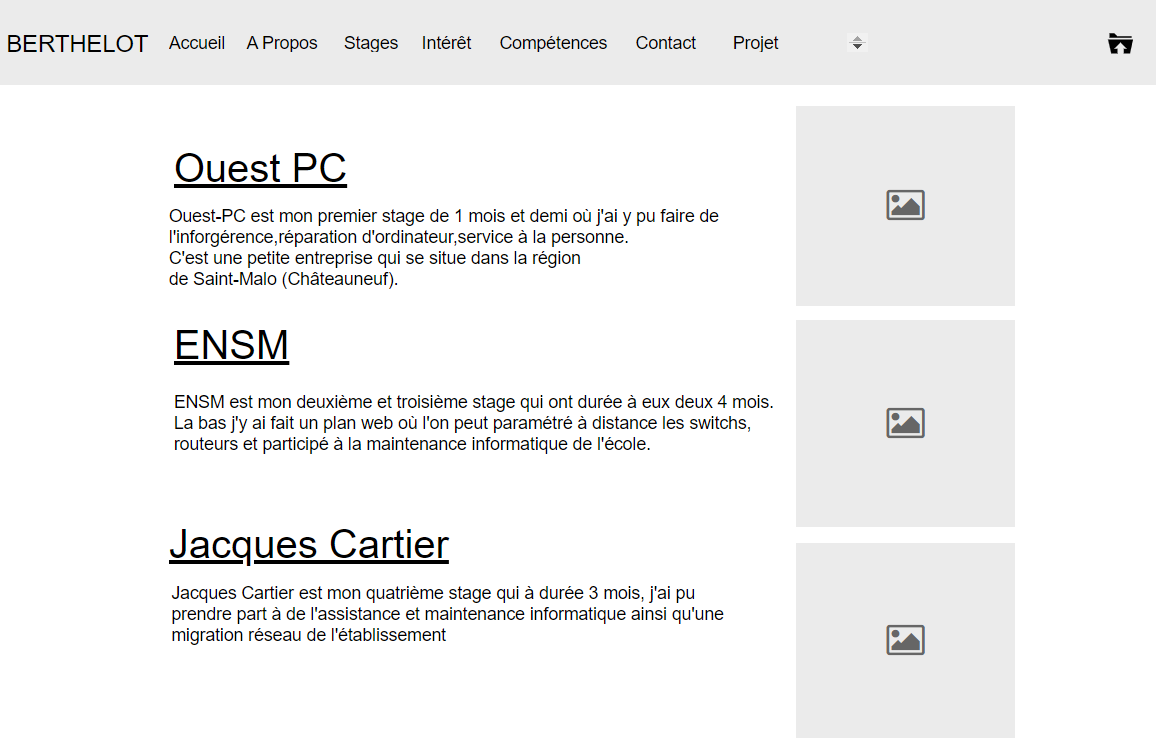 BERTHELOT Accueil A Propos Stages Intérêt Compétences Contact Projet
Ouest PC
Ouest-PC est mon premier stage de 1 mois et demi où j'ai y pu faire de
l'inforgérence,réparation d'ordinateur,service à la personne.
C'est une petite entreprise qui se situe dans la région
de Saint-Malo (Châteauneuf).
ENSM
ENSM est mon deuxième et troisième stage qui ont durée à eux deux 4 mois.
La bas j'y ai fait un plan web où l'on peut paramétré à distance les switchs,
routeurs et participé à la maintenance informatique de l'école.
Jacques Cartier
Jacques Cartier est mon quatrième stage qui à durée 3 mois, j'ai pu
prendre part à de l'assistance et maintenance informatique ainsi qu'une
migration réseau de l'établissement